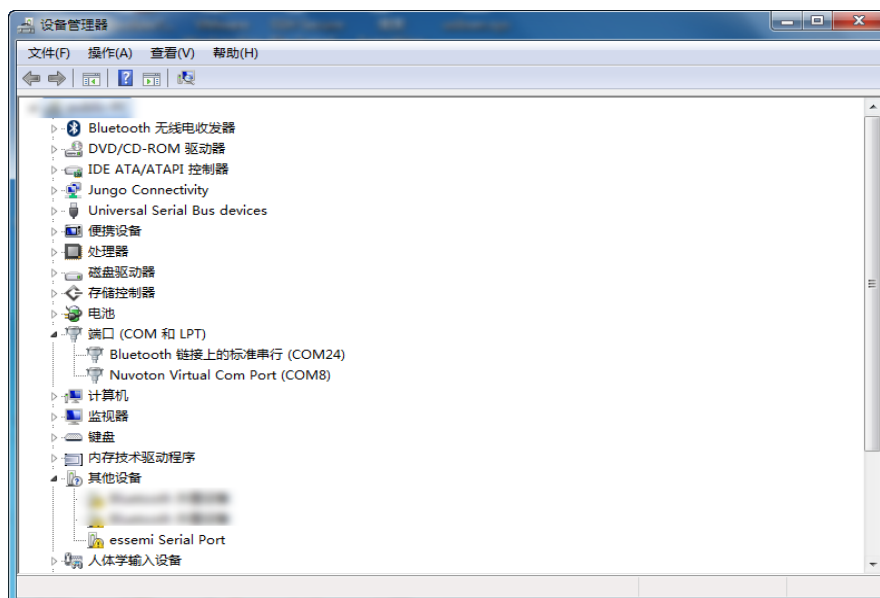 设备管理器
文件(F) 操作(A) 查看(V) 帮助(H)
Bluetooth 无线电收发器
DVD/CD-ROM 驱动器
IDE ATA/ATAPI 控制器
Jungo Connectivity
Universal Serial Bus devices
便携设备
处理器
磁盘驱动器
存储控制器
电池
端口 (COM 和 LPT)
Bluetooth 链接上的标准串行 (COM24)
Nuvoton Virtual Com Port (COM8)
计算机
监视器
键盘
内存技术驱动程序
其他设备
essemi Serial Port
人体学输入设备